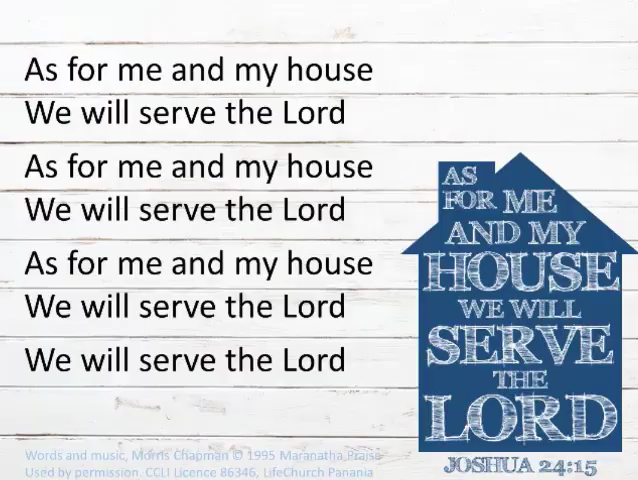 As for me and my house
We will serve the Lord
As for me and my house
We will serve the Lord
As for me and my house
We will serve the Lord
We will serve the Lord
AS
FOR ME
AND MY
HOUSE
WE WILL
SERVE
THE
LORD
JOSHUA 24:15
Words and music, Morris Chapman © 1995 Maranatha Praise
Used by permission. CCLI Licence 86346, LifeChurch Panania